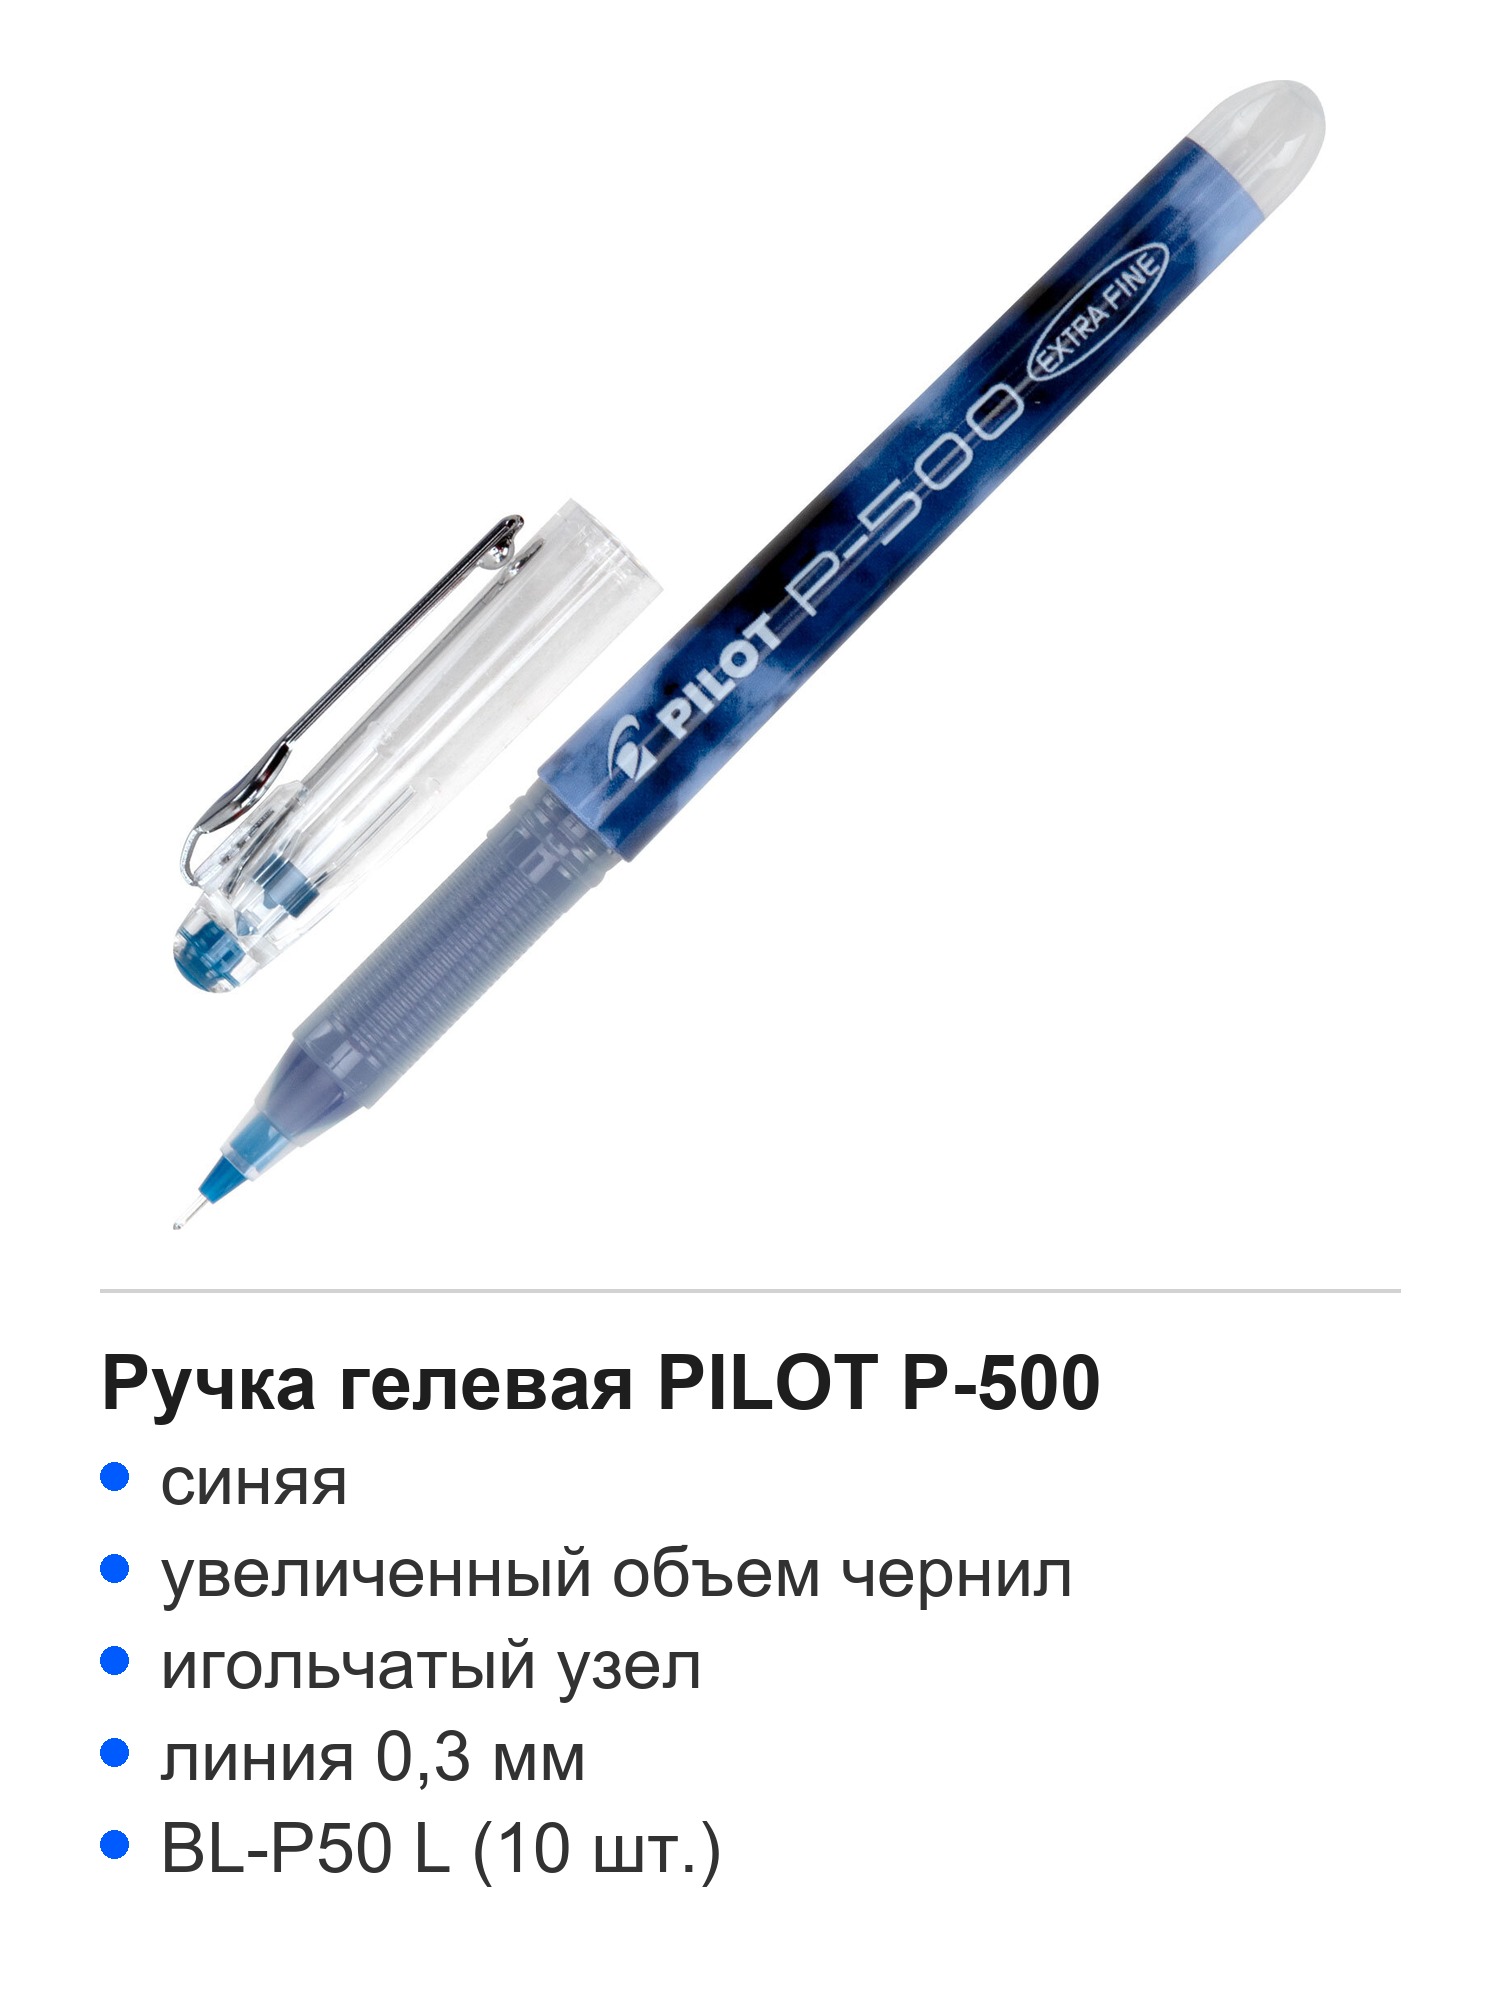 EXTRA FINE
PILOT P-500
Ручка гелевая PILOT P-500
синяя
увеличенный объем чернил
игольчатый узел
линия 0,3 мм
BL-P50 L (10 шт.)